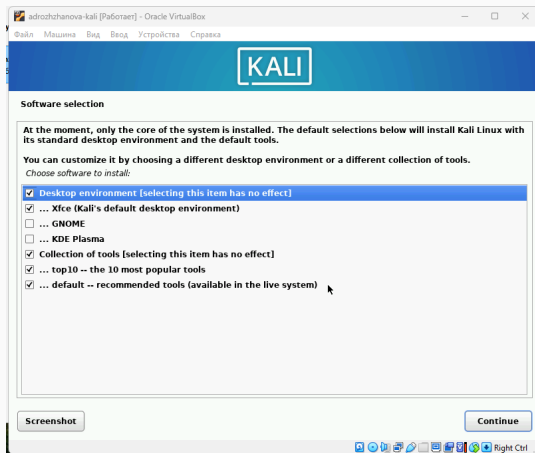 adrozhzhanova-kali [Работает] - Oracle VirtualBox
Файл Машина Вид Ввод Устройства Справка
KALI
Software selection
At the moment, only the core of the system is installed. The default selections below will install Kali Linux with
its standard desktop environment and the default tools.
You can customize it by choosing a different desktop environment or a different collection of tools.
Choose software to install:
Desktop environment [selecting this item has no effect]
... Xfce (Kali's default desktop environment)
... GNOME
... KDE Plasma
Collection of tools [selecting this item has no effect]
... top10 -- the 10 most popular tools
... default -- recommended tools (available in the live system)
Screenshot
Continue
Right Ctrl